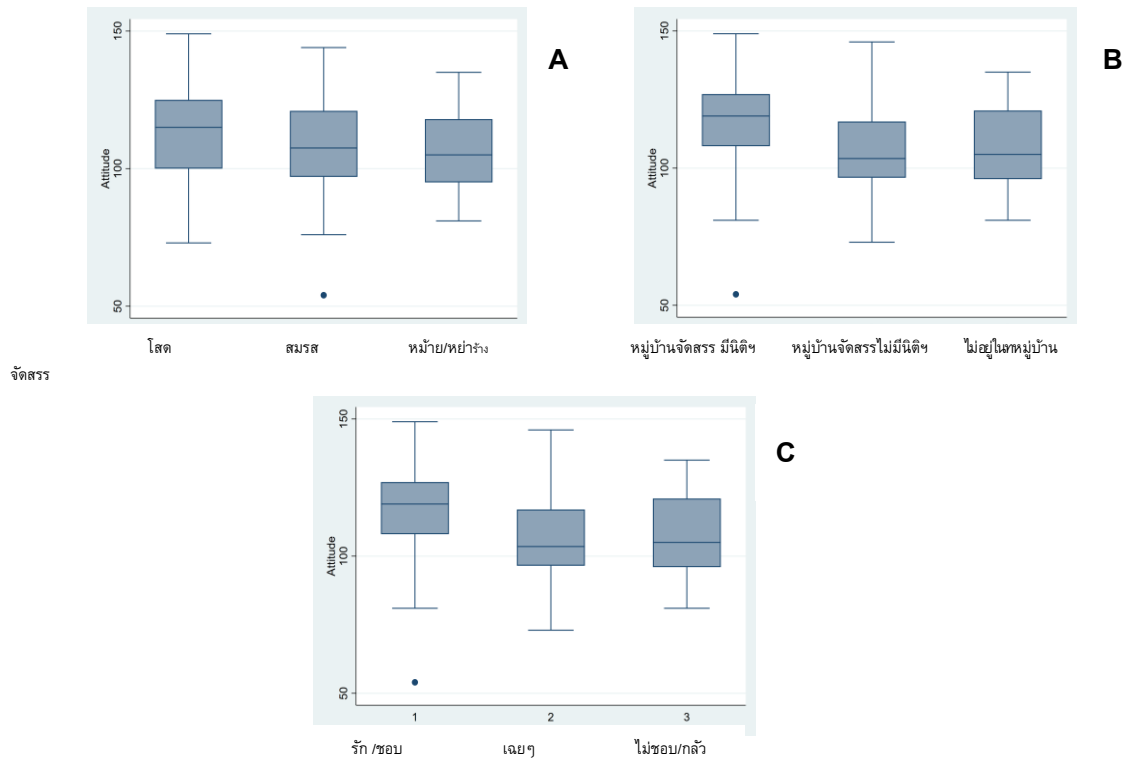 150
100
50
Attitude
A
โสด สมรส หม้าย/หย่าร้าง
150
100
50
Attitude
B
หมู่บ้านจัดสรร มีนิติฯ หมู่บ้านจัดสรรไม่มีนิติฯ ไม่อยู่ในทหมู่บ้าน
จัดสรร
150
100
50
Attitude
C
1 2 3
รัก /ชอบ เฉยๆ ไม่ชอบ/กลัว